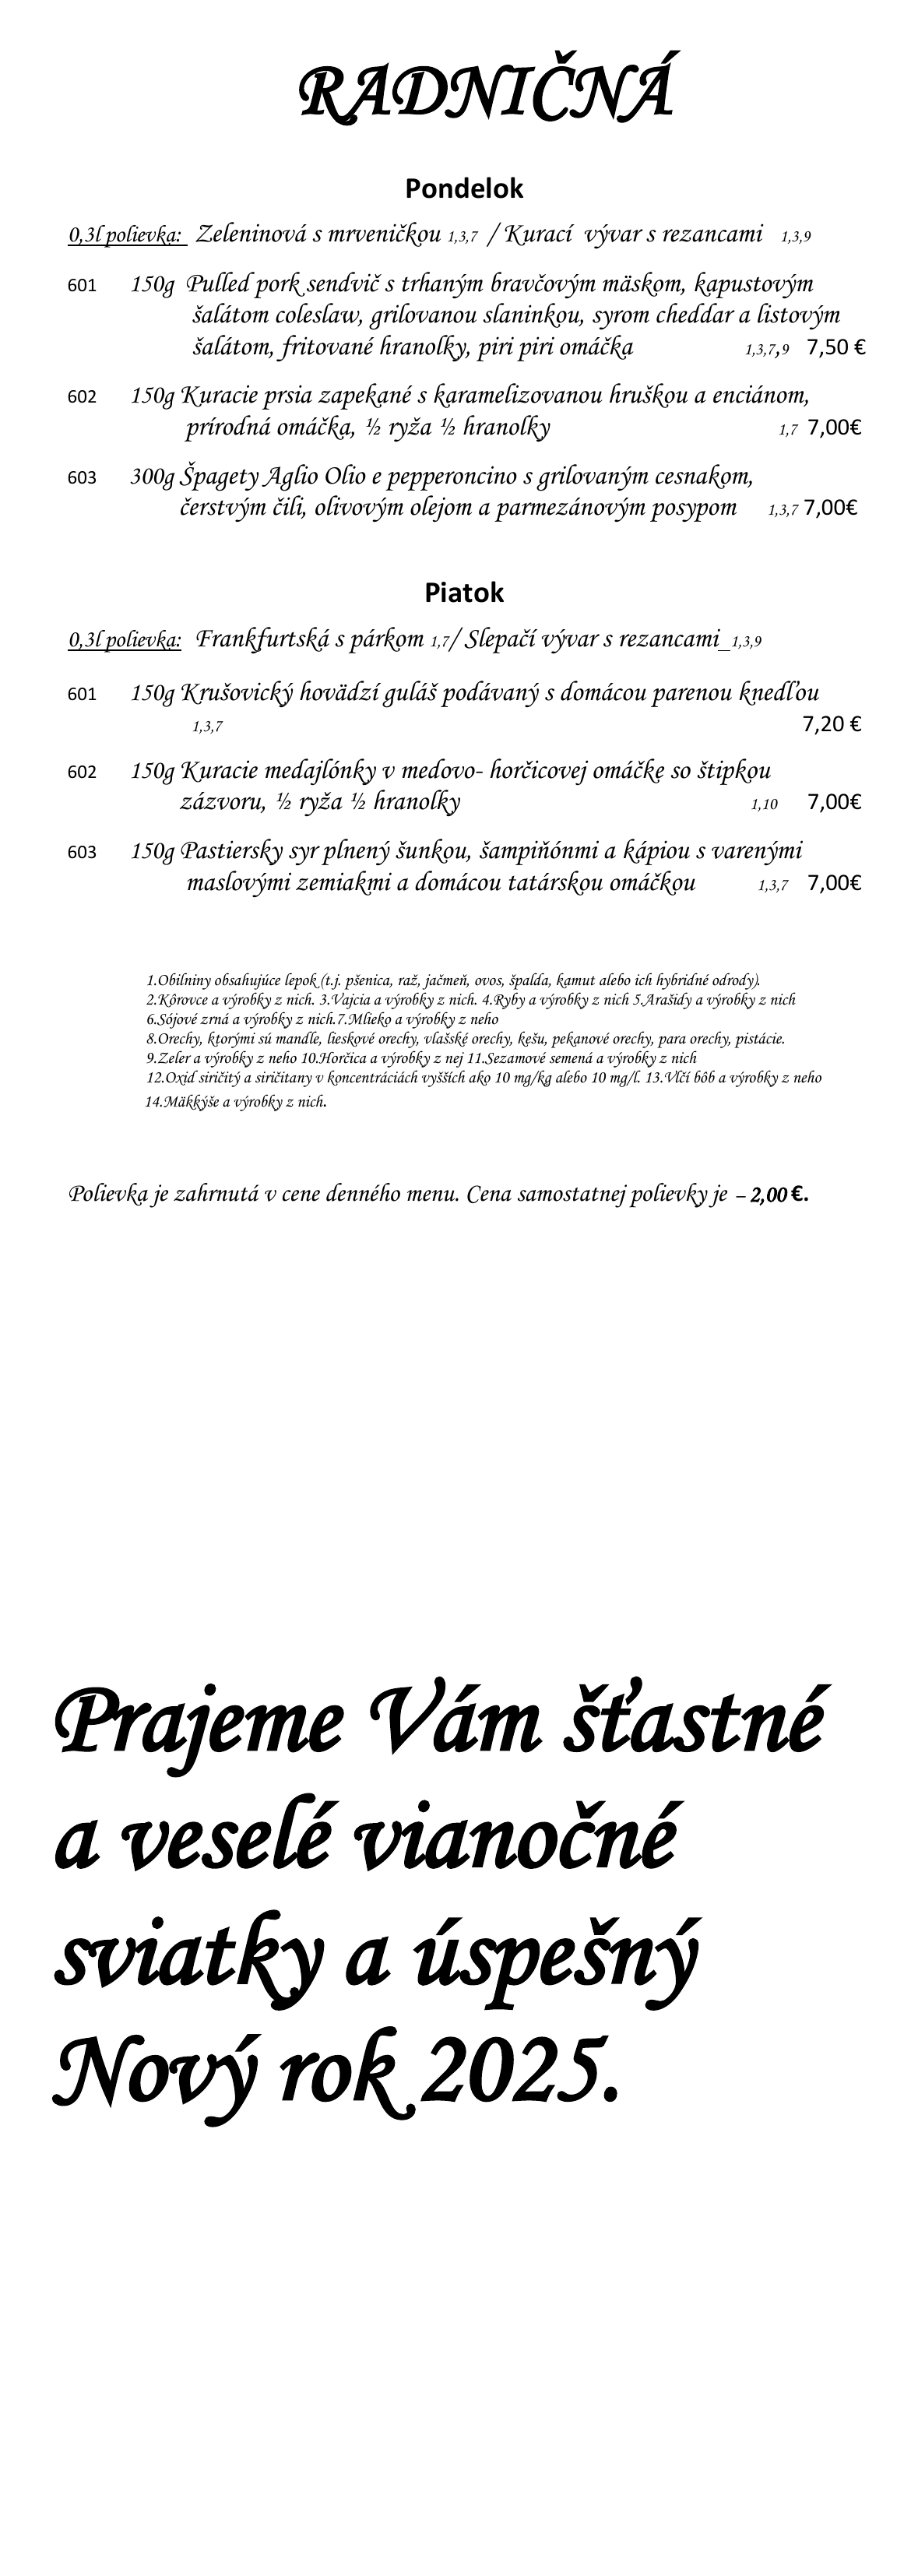 RADNIČNÁ
Pondelok
0,3l polievka: Zeleninová s mrveničkou 1,3,7 / Kurací vývar s rezancami 1,3,9
601 150g Pulled pork sendvič s trhaným bravčovým mäskom, kapustovým
šalátom coleslaw, grilovanou slaninkou, syrom cheddar a listovým
šalátom, fritované hranolky, piri piri omáčka 1,3,7,9 7,50 €
602 150g Kuracie prsia zapekané s karamelizovanou hruškou a enciánom,
prírodná omáčka, ½ ryža ½ hranolky 1,7 7,00€
603 300g Špagety Aglio Olio e pepperoncino s grilovaným cesnakom,
čerstvým čili, olivovým olejom a parmezánovým posypom 1,3,7 7,00€
Piatok
0,3l polievka: Frankfurtská s párkom 1,7/ Slepačí vývar s rezancami_1,3,9
601 150g Krušovický hovädzí guláš podávaný s domácou parenou knedľou
1,3,7 7,20 €
602 150g Kuracie medajlónky v medovo- horčicovej omáčke so štipkou
zázvoru, ½ ryža ½ hranolky 1,10 7,00€
603 150g Pastiersky syr plnený šunkou, šampiňónmi a kápiou s varenými
maslovými zemiakmi a domácou tatárskou omáčkou 1,3,7 7,00€
1.Obilniny obsahujúce lepok (t.j. pšenica, raž, jačmeň, ovos, špalda, kamut alebo ich hybridné odrody).
2.Kôrovce a výrobky z nich. 3.Vajcia a výrobky z nich. 4.Ryby a výrobky z nich 5.Arašidy a výrobky z nich
6.Sójové zrná a výrobky z nich.7.Mlieko a výrobky z neho
8.Orechy, ktorými sú mandle, lieskové orechy, vlašské orechy, kešu, pekanové orechy, para orechy, pistácie.
9.Zeler a výrobky z neho 10.Horčica a výrobky z nej 11.Sezamové semená a výrobky z nich
12.Oxid siričitý a siričitany v koncentráciách vyšších ako 10 mg/kg alebo 10 mg/l. 13.Vlčí bôb a výrobky z neho
14.Mäkkýše a výrobky z nich.
Polievka je zahrnutá v cene denného menu. Cena samostatnej polievky je – 2,00 €.
Prajeme Vám šťastné
a veselé vianočné
sviatky a úspešný
Nový rok 2025.